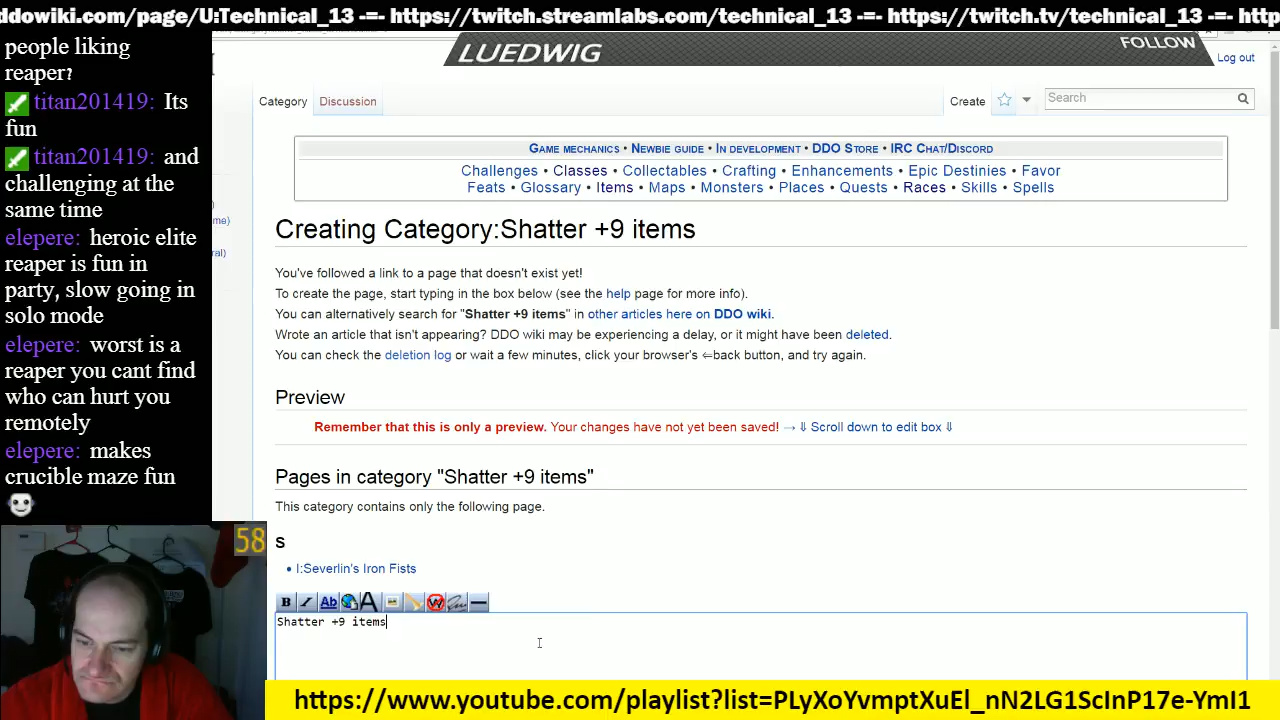 ddowiki.com/page/U:Technical_13 -=- https://twitch.streamlabs.com/technical_13 -=- https://twitch.tv/technical_13 -=- http
people liking
reaper?
titan201419: Its
fun
titan201419: and
challenging at the
same time
elepere: heroic elite
reaper is fun in
party, slow going in
solo mode
elepere: worst is a
reaper you cant find
who can hurt you
remotely
elepere: makes
crucible maze fun
58
LUEDWIG
FOLLOW
Log out
Category
Discussion
Create
Search
me)
ral)
GAME MECHANICS • NEWBIE GUIDE • IN DEVELOPMENT • DDO STORE • IRC CHAT/DISCORD
Challenges • Classes • Collectables • Crafting • Enhancements • Epic Destinies • Favor
Feats • Glossary • Items • Maps • Monsters • Places • Quests • Races • Skills • Spells
Creating Category:Shatter +9 items
You've followed a link to a page that doesn't exist yet!
To create the page, start typing in the box below (see the help page for more info).
You can alternatively search for "Shatter +9 items" in other articles here on DDO wiki.
Wrote an article that isn't appearing? DDO wiki may be experiencing a delay, or it might have been deleted.
You can check the deletion log or wait a few minutes, click your browser's ⇐back button, and try again.
Preview
Remember that this is only a preview. Your changes have not yet been saved! → ⇓ Scroll down to edit box ⇓
Pages in category "Shatter +9 items"
This category contains only the following page.
S
• I:Severlin's Iron Fists
B I Ab A W
Shatter +9 items
https://www.youtube.com/playlist?list=PLyXoYvmptXuEl_nN2LG1ScInP17e-YmI1